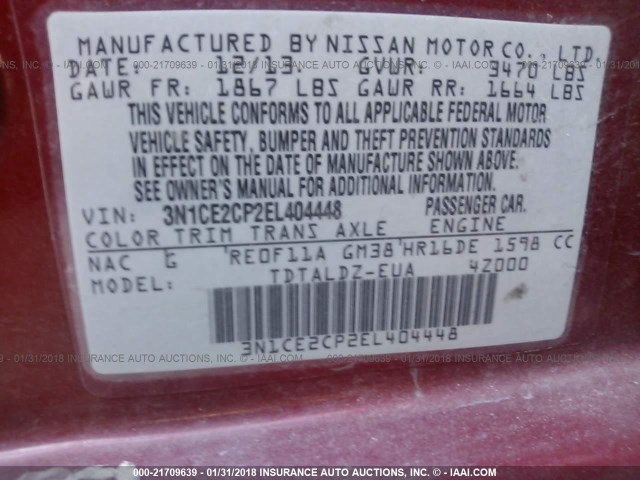 MANUFACTURED BY NISSAN MOTOR CO., LTD.
DATE: 12/13 GVWR: 3470 LBS
GAWR FR: 1867 LBS GAWR RR: 1664 LBS
THIS VEHICLE CONFORMS TO ALL APPLICABLE FEDERAL MOTOR
VEHICLE SAFETY, BUMPER AND THEFT PREVENTION STANDARDS
IN EFFECT ON THE DATE OF MANUFACTURE SHOWN ABOVE.
SEE OWNER'S MANUAL FOR ADDITIONAL INFORMATION.
VIN: 3N1CE2CP2EL404448 PASSENGER CAR.
COLOR TRIM TRANS AXLE ENGINE
NAC G RE0F11A GM38 HR16DE 1598 CC
MODEL: TDTALDZ-EUA 4Z000
3N1CE2CP2EL404448
000-21709639 - 01/31/2018 INSURANCE AUTO AUCTIONS, INC. © - IAAI.COM